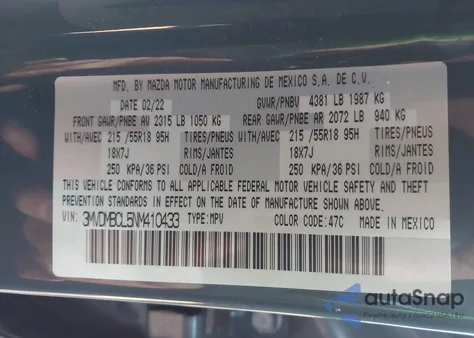 MFD. BY MAZDA MOTOR MANUFACTURING DE MEXICO S.A. DE C.V.
DATE 02/22 GVWR/PNBV 4381 LB 1987 KG
FRONT GAWR/PNBE AV 2315 LB 1050 KG REAR GAWR/PNBE AR 2072 LB 940 KG
WITH/AVEC 215 /55R18 95H TIRES/PNEUS WITH/AVEC 215 /55R18 95H TIRES/PNEUS
18X7J RIMS/JANTES 18X7J RIMS/JANTES
250 KPA/36 PSI COLD/A FROID 250 KPA/36 PSI COLD/A FROID
THIS VEHICLE CONFORMS TO ALL APPLICABLE FEDERAL MOTOR VEHICLE SAFETY AND THEFT
PREVENTION STANDARDS IN EFFECT ON THE DATE OF MANUFACTURE SHOWN ABOVE.
VIN: 3MVDMBCL5NM410433 TYPE: MPV COLOR CODE: 47C MADE IN MEXICO
autoSnap